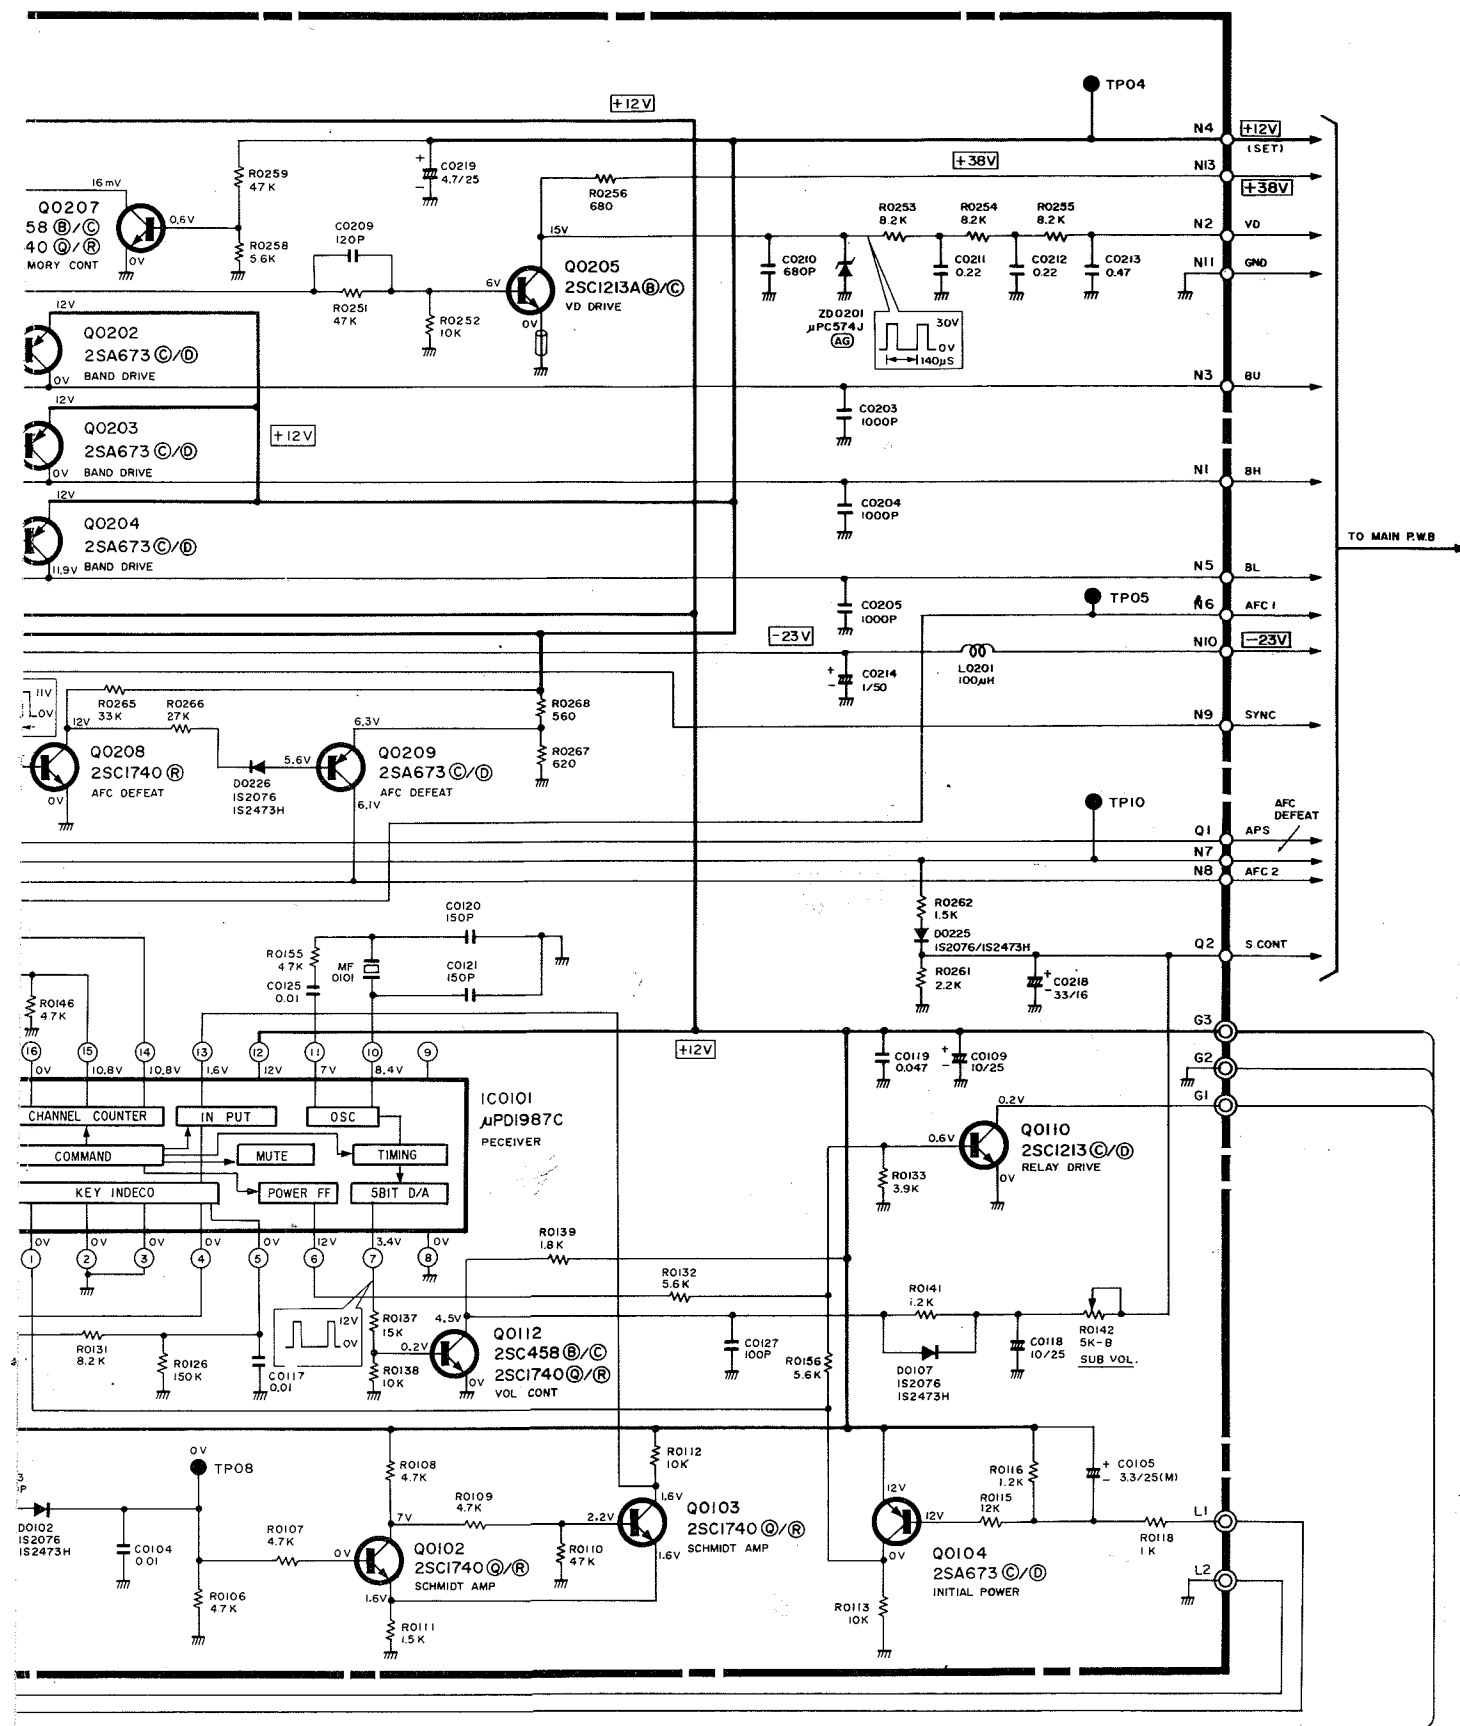 +12V
TP04
N4
+12V
(SET)
+38V
N13
+38V
R0259
47K
C0219
4.7/25
+
-
R0256
680
16mV
Q0207
58 Ⓑ/Ⓒ
40 Ⓠ/Ⓡ
MORY CONT
0.6V
0V
R0258
5.6K
C0209
120P
R0251
47K
15V
6V
0V
Q0205
2SC1213A Ⓑ/Ⓒ
VD DRIVE
R0252
10K
R0253
8.2K
R0254
8.2K
R0255
8.2K
N2
VD
C0210
680P
C0211
0.22
C0212
0.22
C0213
0.47
N11
GND
ZD0201
μPC574J
AG
30V
0V
140μS
12V
Q0202
2SA673 Ⓒ/Ⓓ
BAND DRIVE
0V
N3
BU
C0203
1000P
12V
Q0203
2SA673 Ⓒ/Ⓓ
BAND DRIVE
0V
+12V
N1
BH
C0204
1000P
12V
Q0204
2SA673 Ⓒ/Ⓓ
BAND DRIVE
11.9V
TO MAIN P.W.B
N5
BL
C0205
1000P
TP05
N6
AFC 1
-23V
N10
-23V
L0201
100μH
+
-
C0214
1/50
11V
0V
R0265
33K
R0266
27K
12V
6.3V
R0268
560
R0267
620
N9
SYNC
Q0208
2SC1740 Ⓡ
AFC DEFEAT
0V
5.6V
D0226
1S2076
1S2473H
Q0209
2SA673 Ⓒ/Ⓓ
AFC DEFEAT
6.1V
TP10
AFC
DEFEAT
Q1
APS
N7
N8
AFC 2
C0120
150P
R0262
1.5K
D0225
1S2076/1S2473H
R0155
4.7K
MF
0101
C0121
150P
C0125
0.01
Q2
S.CONT
R0261
2.2K
+
-
C0218
33/16
R0146
4.7K
G3
16
15
14
13
12
11
10
9
0V
10.8V
10.8V
1.6V
12V
7V
8.4V
+12V
C0119
0.047
+
-
C0109
10/25
G2
G1
CHANNEL COUNTER
IN PUT
OSC
IC0101
μPD1987C
PECEIVER
COMMAND
MUTE
TIMING
KEY INDECO
POWER FF
5BIT D/A
0.2V
0.6V
0V
Q0110
2SC1213 Ⓒ/Ⓓ
RELAY DRIVE
R0133
3.9K
0V
0V
0V
0V
0V
12V
3.4V
0V
1
2
3
4
5
6
7
8
R0139
1.8K
R0132
5.6K
R0141
1.2K
12V
0V
R0137
15K
4.5V
0.2V
0V
Q0112
2SC458 Ⓑ/Ⓒ
2SC1740 Ⓠ/Ⓡ
VOL CONT
R0138
10K
R0131
8.2K
R0126
150K
C0117
0.01
C0127
100P
R0156
5.6K
D0107
1S2076
1S2473H
C0118
10/25
R0142
5K-B
SUB VOL.
0V
TP08
R0108
4.7K
R0112
10K
R0116
1.2K
+
-
C0105
3.3/25(M)
3
P
D0102
1S2076
1S2473H
C0104
0.01
R0107
4.7K
0V
7V
R0109
4.7K
2.2V
1.6V
Q0103
2SC1740 Ⓠ/Ⓡ
SCHMIDT AMP
1.6V
R0110
47K
Q0102
2SC1740 Ⓠ/Ⓡ
SCHMIDT AMP
1.6V
R0106
4.7K
R0111
1.5K
12V
12V
0V
R0115
12K
Q0104
2SA673 Ⓒ/Ⓓ
INITIAL POWER
R0118
1K
L1
L2
R0113
10K